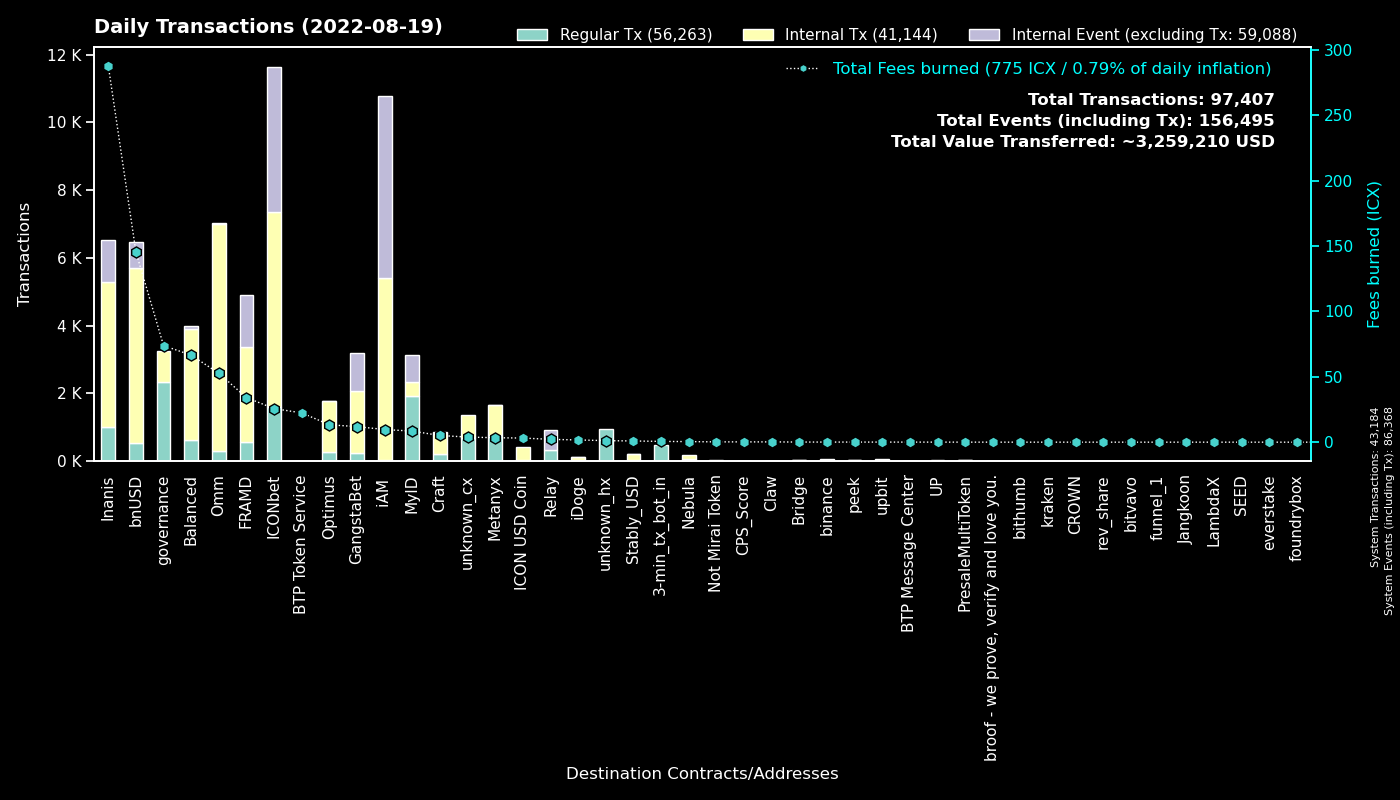 Daily Transactions (2022-08-19)
Regular Tx (56,263)
Internal Tx (41,144)
Internal Event (excluding Tx: 59,088)
Total Fees burned (775 ICX / 0.79% of daily inflation)
Total Transactions: 97,407
Total Events (including Tx): 156,495
Total Value Transferred: ~3,259,210 USD
Transactions
12 K
10 K
8 K
6 K
4 K
2 K
0 K
300
250
200
150
100
50
0
Fees burned (ICX)
System Transactions: 43,184
System Events (including Tx): 86,368
Inanis
bnUSD
governance
Balanced
Omm
FRAMD
ICONbet
BTP Token Service
Optimus
GangstaBet
iAM
MyID
Craft
unknown_cx
Metanyx
ICON USD Coin
Relay
iDoge
unknown_hx
Stably_USD
3-min_tx_bot_in
Nebula
Not Mirai Token
CPS_Score
Claw
Bridge
binance
peek
upbit
BTP Message Center
UP
PresaleMultiToken
broof - we prove, verify and love you.
bithumb
kraken
CROWN
rev_share
bitvavo
funnel_1
Jangkoon
LambdaX
SEED
everstake
foundrybox
Destination Contracts/Addresses